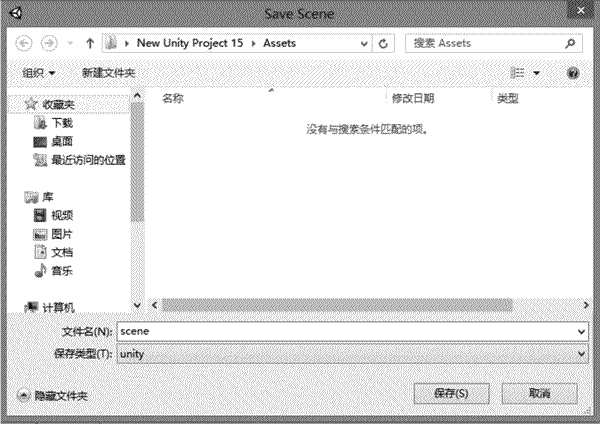 Save Scene
New Unity Project 15 Assets
搜索 Assets
组织 新建文件夹
名称 修改日期 类型
没有与搜索条件匹配的项。
收藏夹
下载
桌面
最近访问的位置
库
视频
图片
文档
音乐
计算机
文件名(N): scene
保存类型(T): unity
隐藏文件夹
保存(S) 取消